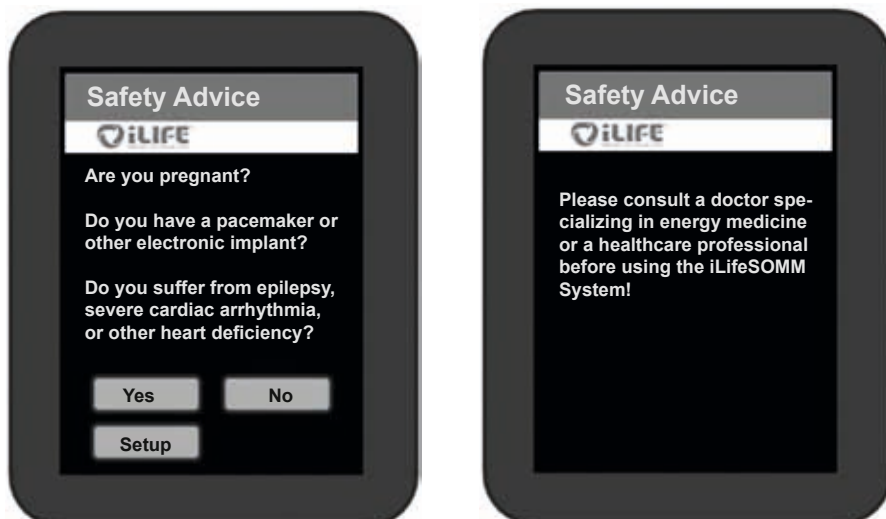 Safety Advice
iLIFE
Are you pregnant?
Do you have a pacemaker or
other electronic implant?
Do you suffer from epilepsy,
severe cardiac arrhythmia,
or other heart deficiency?
Yes No
Setup
Safety Advice
iLIFE
Please consult a doctor spe-
cializing in energy medicine
or a healthcare professional
before using the iLifeSOMM
System!